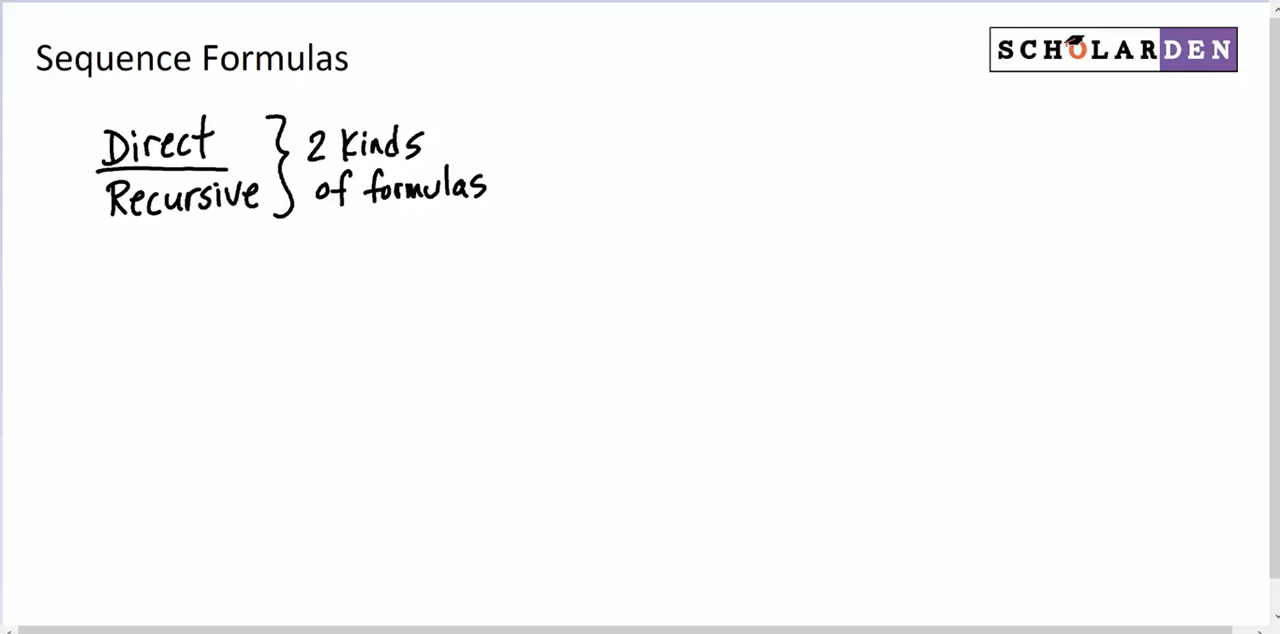 Sequence Formulas
SCHOLARDEN
Direct
Recursive
2 Kinds
of formulas